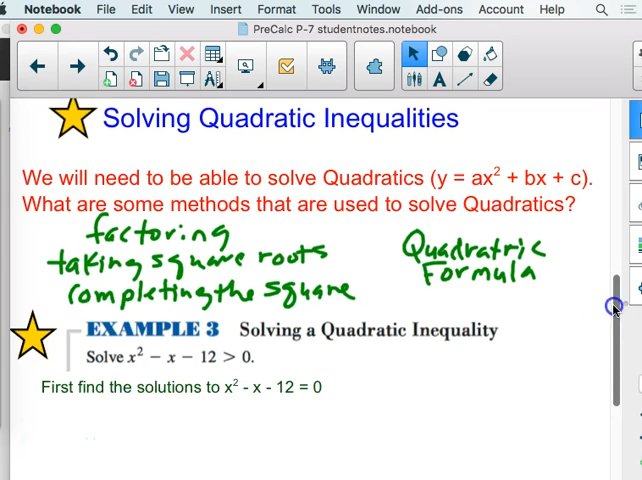 Notebook File Edit View Insert Format Tools Window Add-ons Account Help
PreCalc P-7 studentnotes.notebook
Solving Quadratic Inequalities
We will need to be able to solve Quadratics (y = ax² + bx + c).
What are some methods that are used to solve Quadratics?
factoring
taking square roots
completing the square
Quadratric
Formula
EXAMPLE 3 Solving a Quadratic Inequality
Solve x² − x − 12 > 0.
First find the solutions to x² - x - 12 = 0